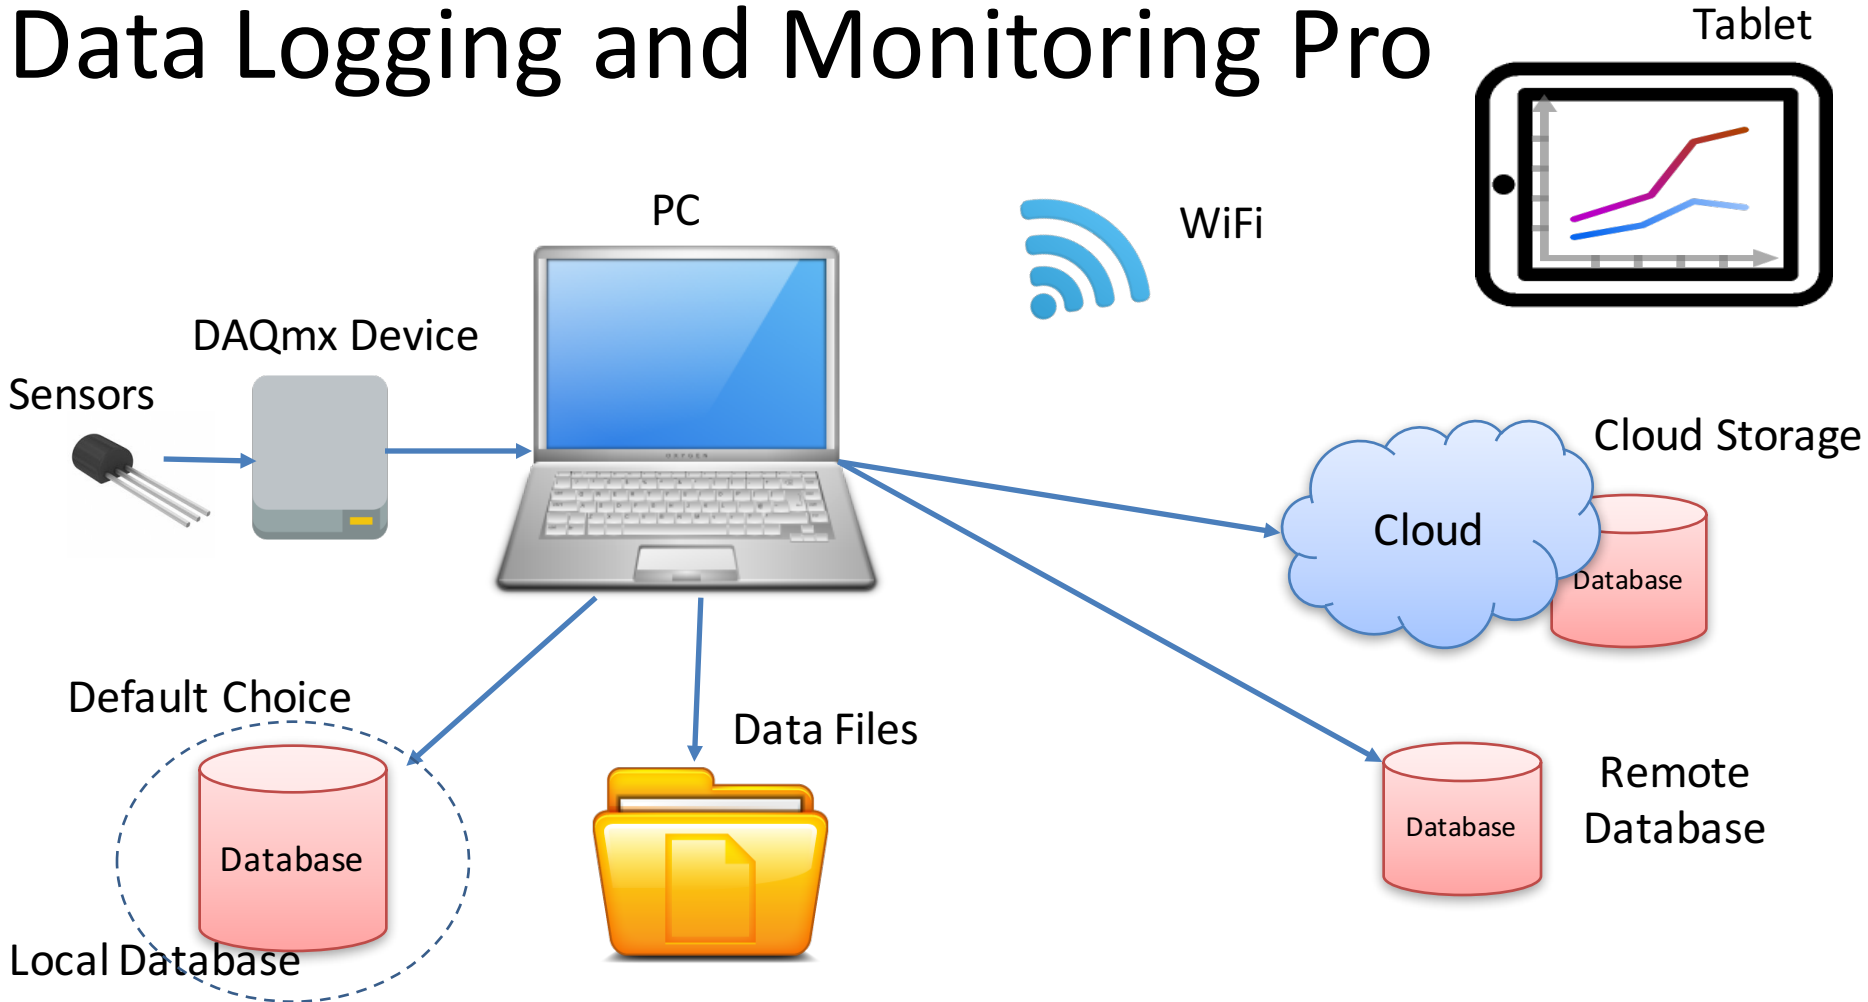 Data Logging and Monitoring Pro
Tablet
PC
WiFi
DAQmx Device
Sensors
Cloud Storage
OXYGEN
Cloud
Database
Default Choice
Data Files
Remote
Database
Database
Database
Local Database